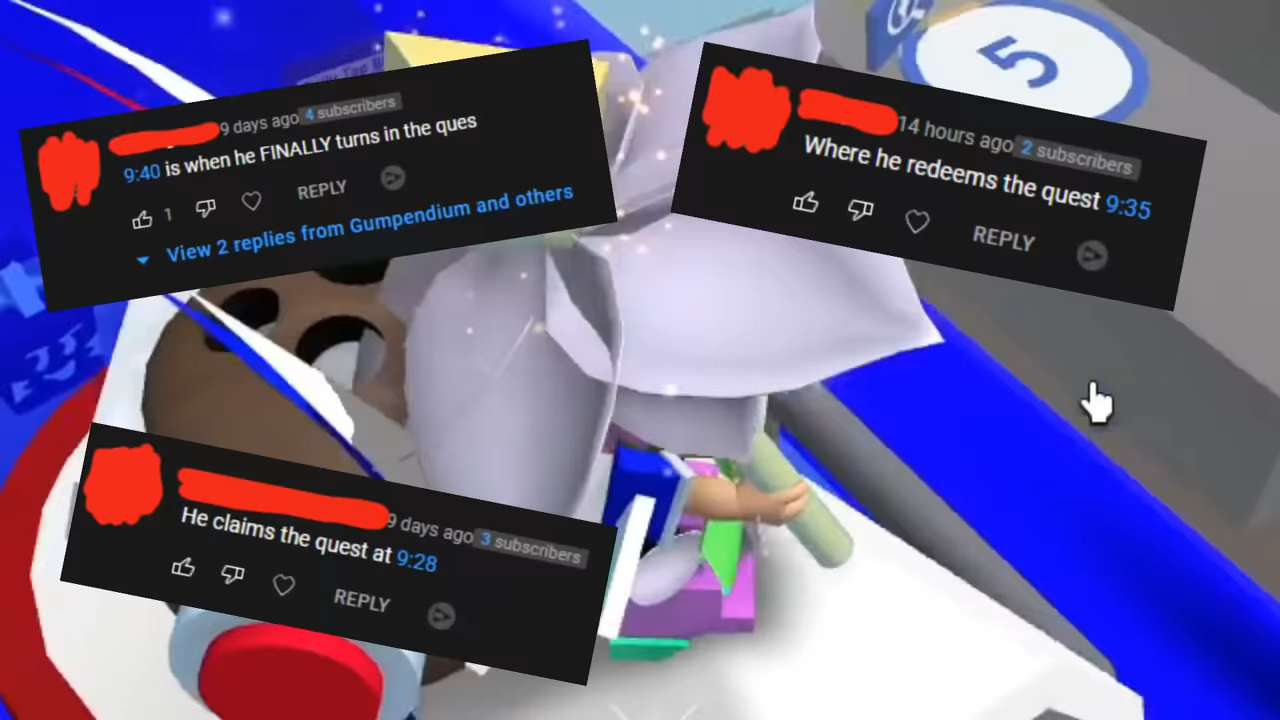 9 days ago 4 subscribers
9:40 is when he FINALLY turns in the ques
1 REPLY
View 2 replies from Gumpendium and others
14 hours ago 2 subscribers
Where he redeems the quest 9:35
REPLY
5
9 days ago 3 subscribers
He claims the quest at 9:28
REPLY